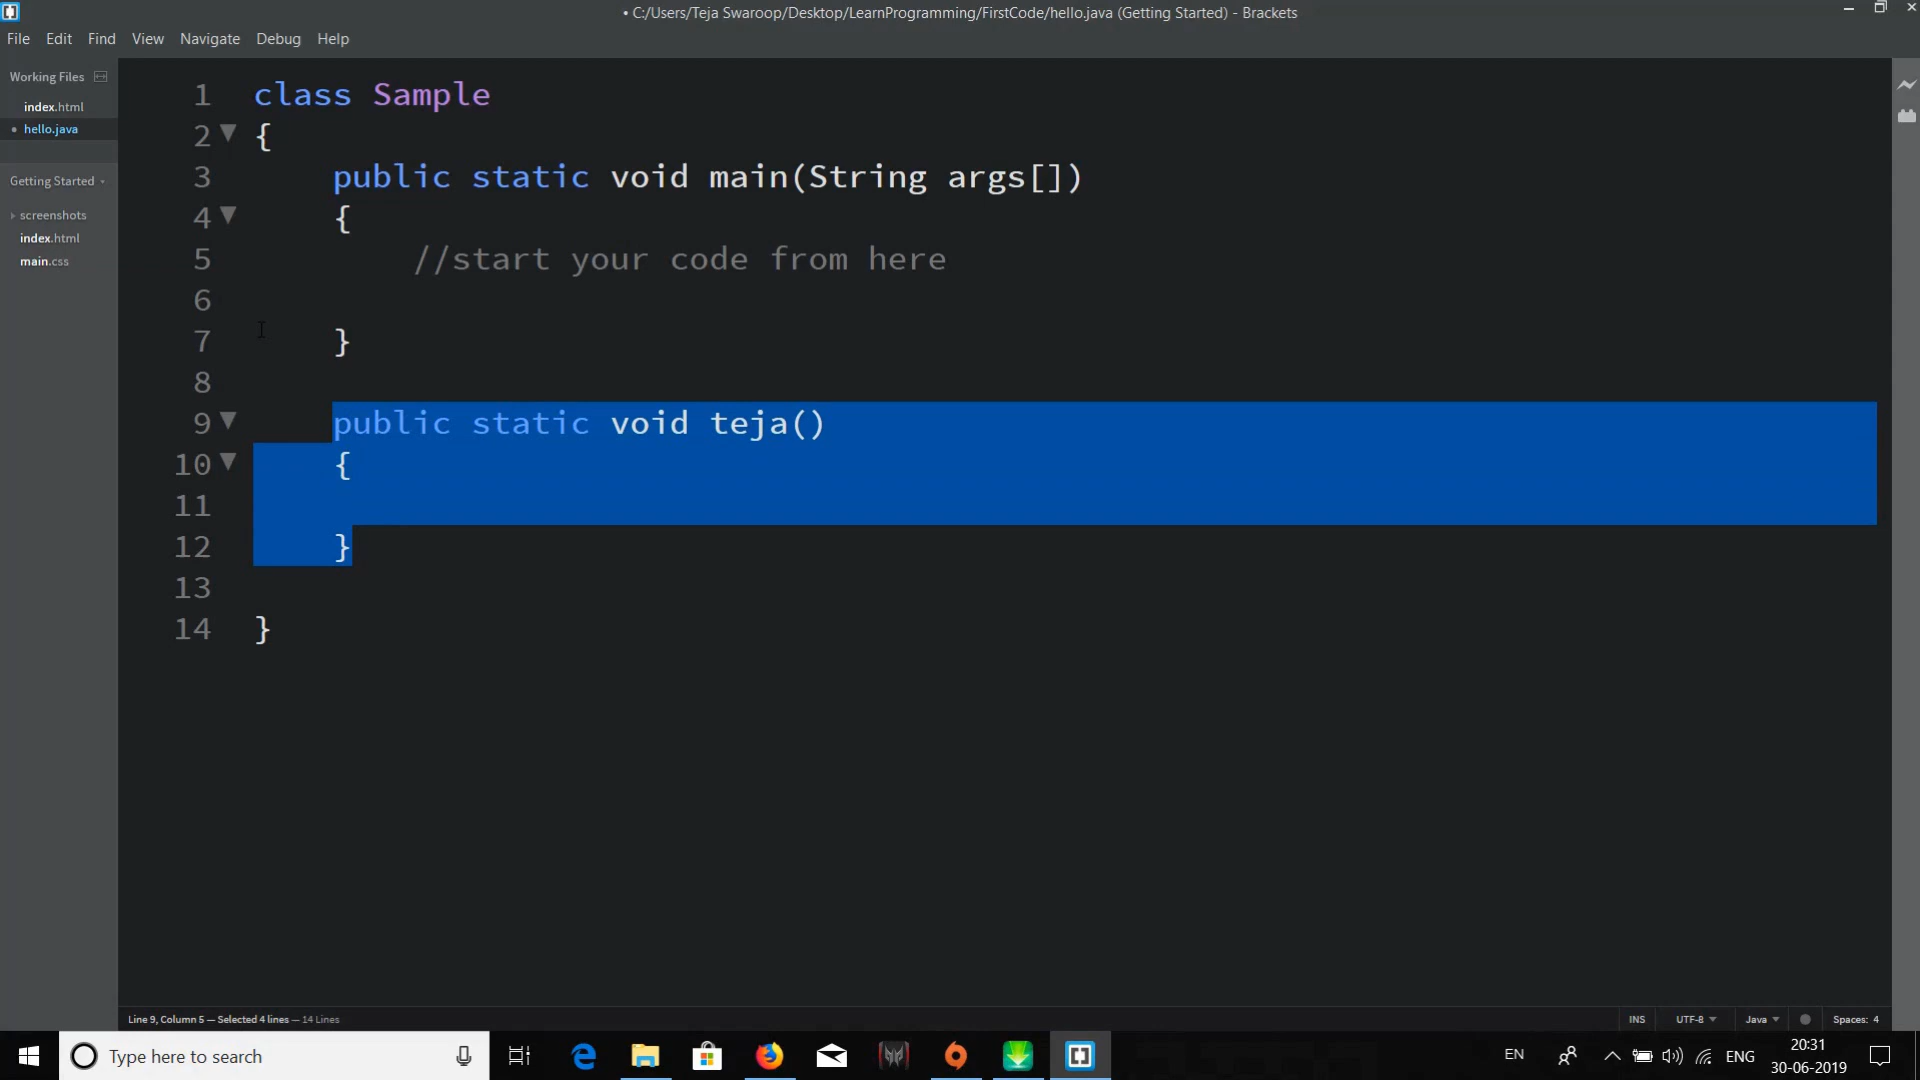 • C:/Users/Teja Swaroop/Desktop/LearnProgramming/FirstCode/hello.java (Getting Started) - Brackets
File Edit Find View Navigate Debug Help
Working Files
index.html
• hello.java
Getting Started
screenshots
index.html
main.css
1 class Sample
2 {
3 public static void main(String args[])
4 {
5 //start your code from here
6
7 }
8
9 public static void teja()
10 {
11
12 }
13
14 }
Line 9, Column 5 — Selected 4 lines — 14 Lines
INS UTF-8 Java Spaces: 4
Type here to search
EN
ENG
20:31
30-06-2019